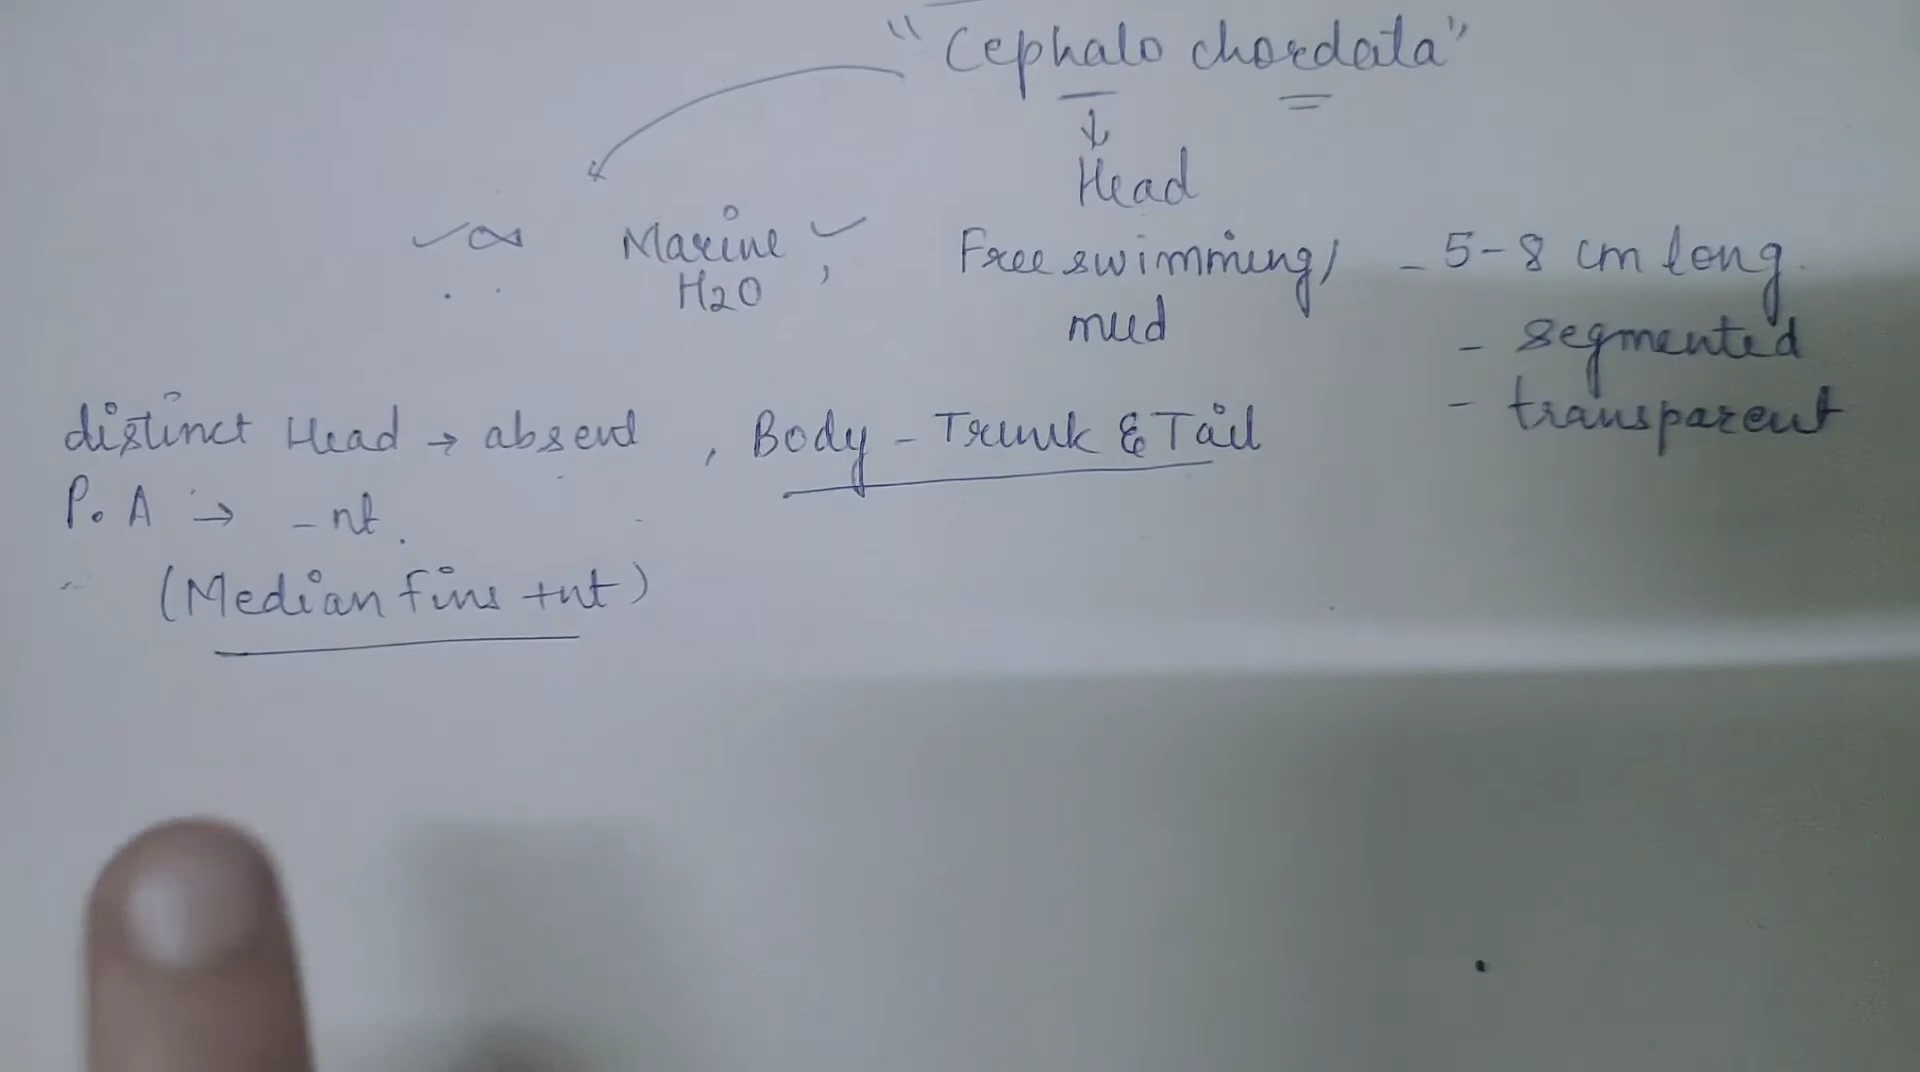 "Cephalo chordata"
↓
Head
Marine
H2O ,
Free swimming/
mud
- 5-8 cm long.
- segmented
- transparent
distinct Head → absent , Body - Trunk & Tail
P. A → -nt.
(Median fins +nt)